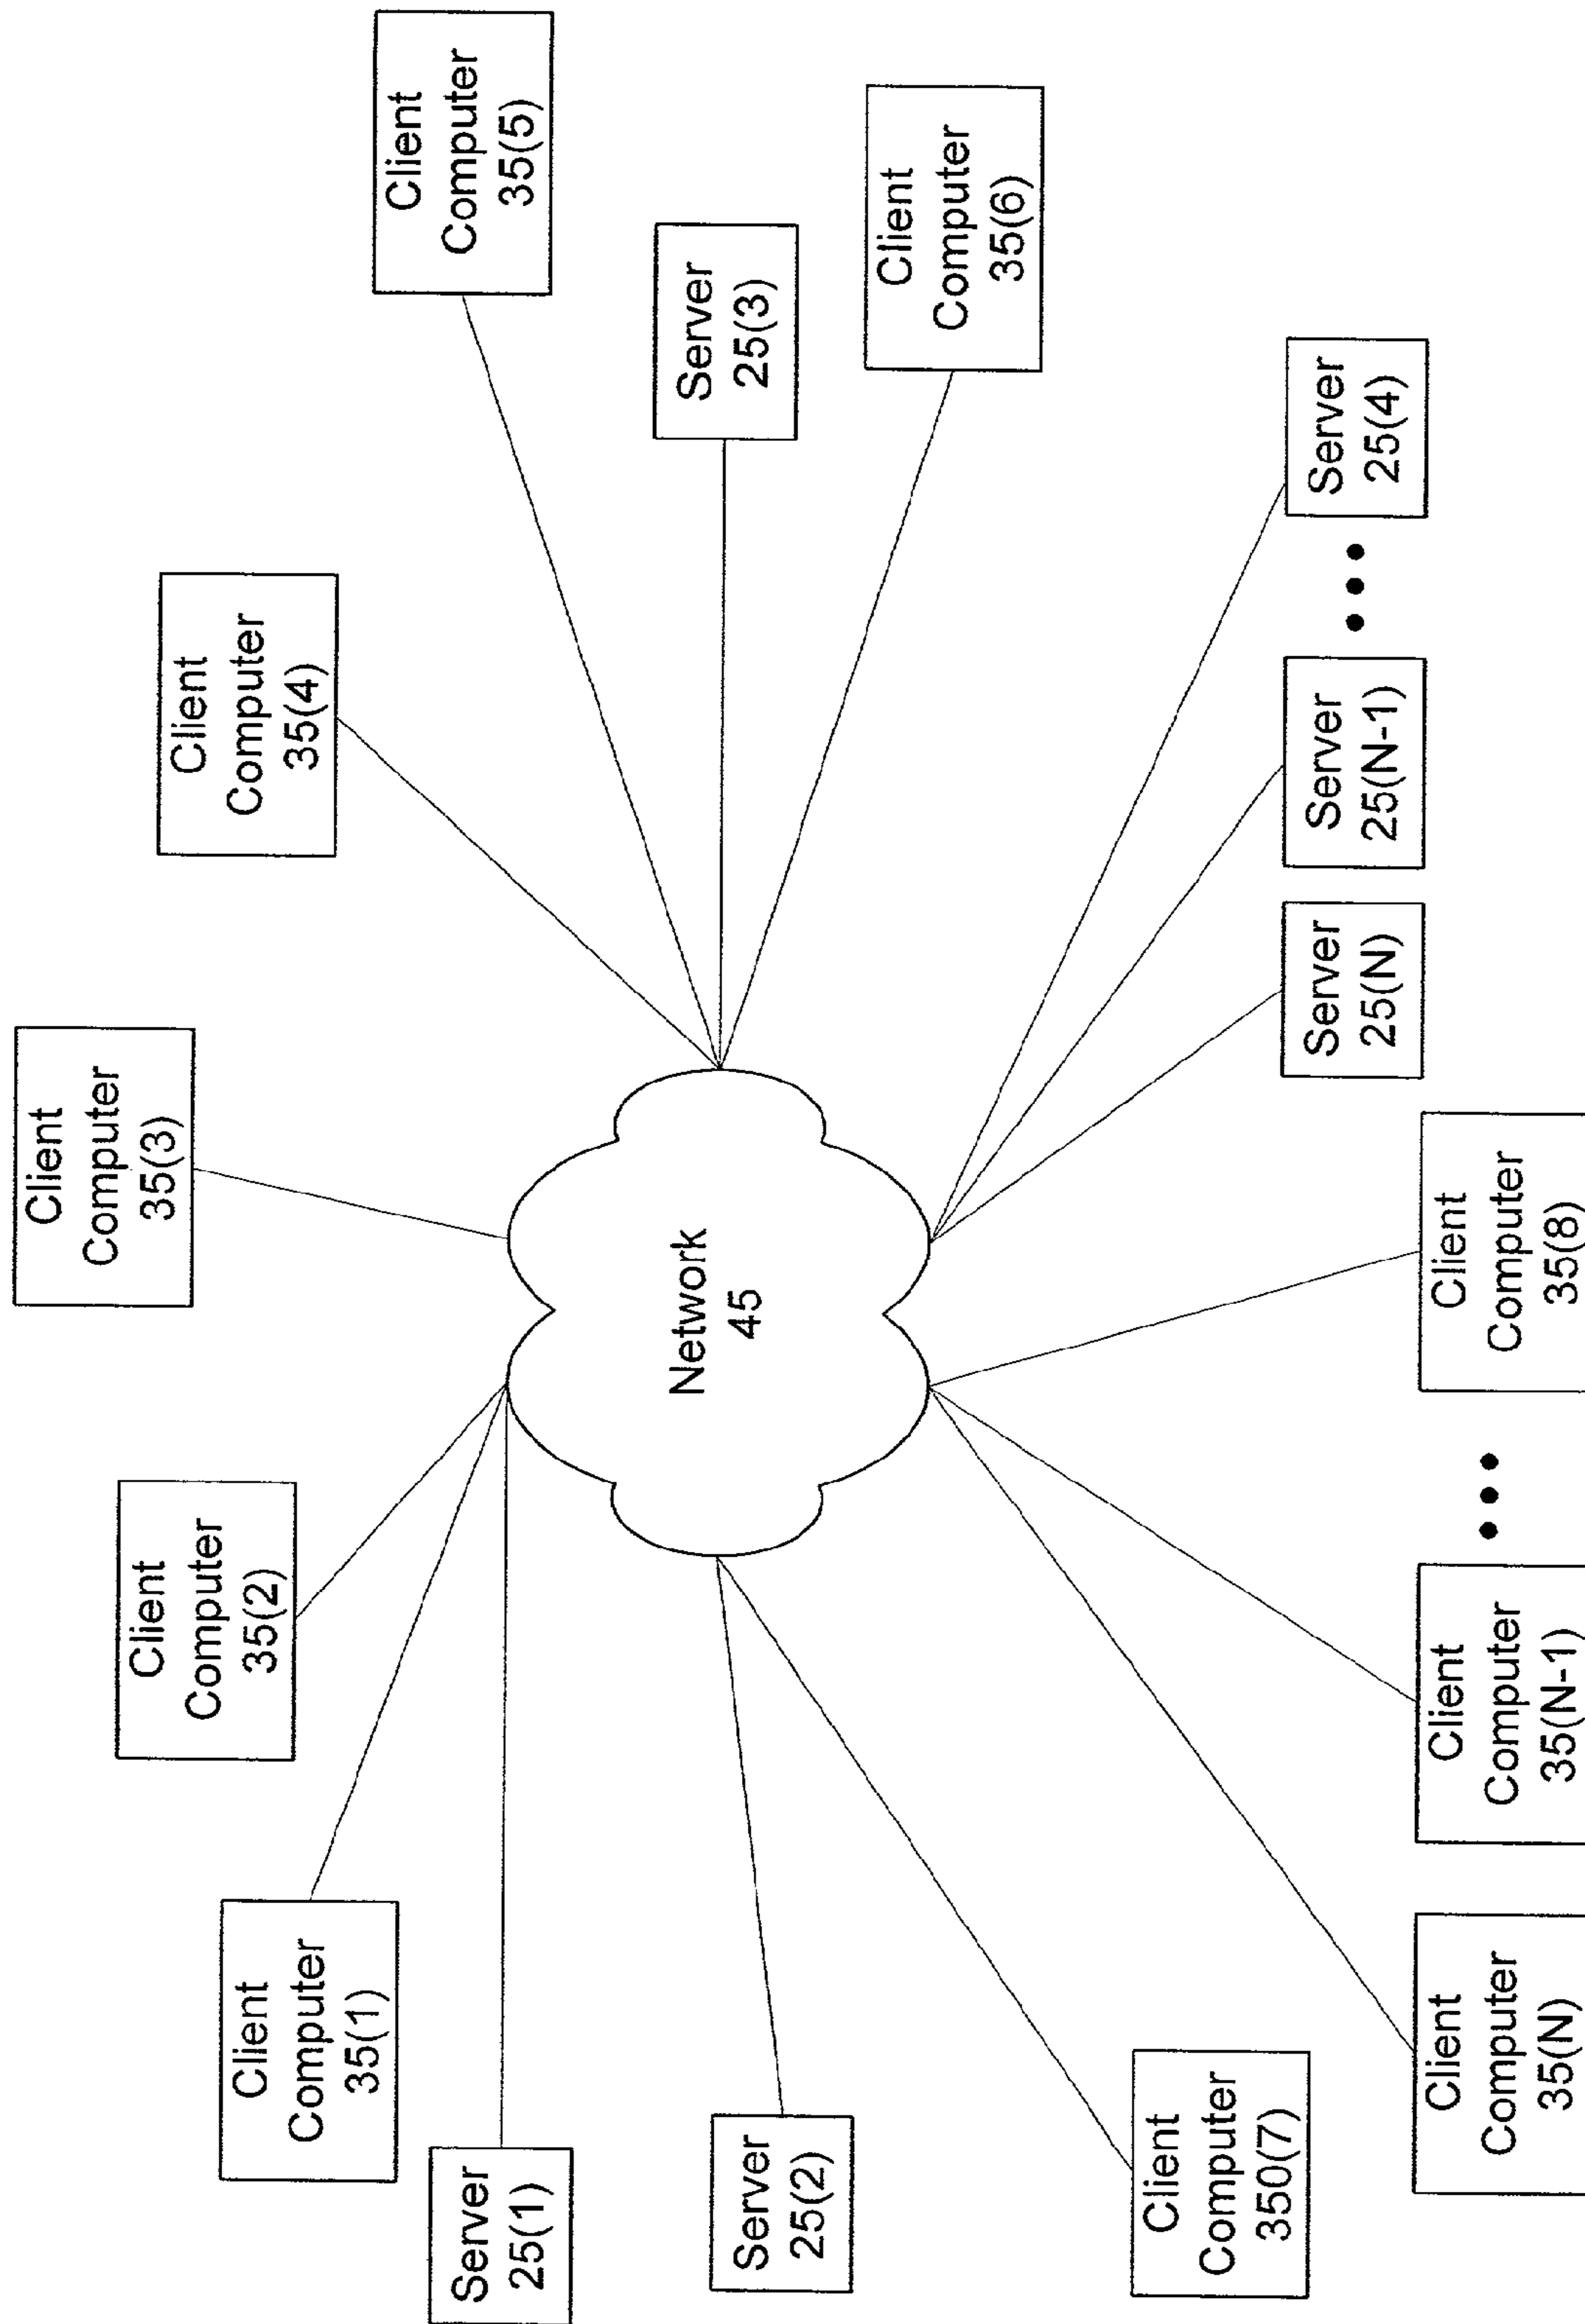 Client
Computer
35(3)
Client
Computer
35(2)
Client
Computer
35(4)
Client
Computer
35(1)
Client
Computer
35(5)
Server
25(1)
Server
25(3)
Network
45
Server
25(2)
Client
Computer
35(6)
Client
Computer
350(7)
Server
25(N)
Server
25(N-1)
Server
25(4)
Client
Computer
35(N)
Client
Computer
35(N-1)
Client
Computer
35(8)